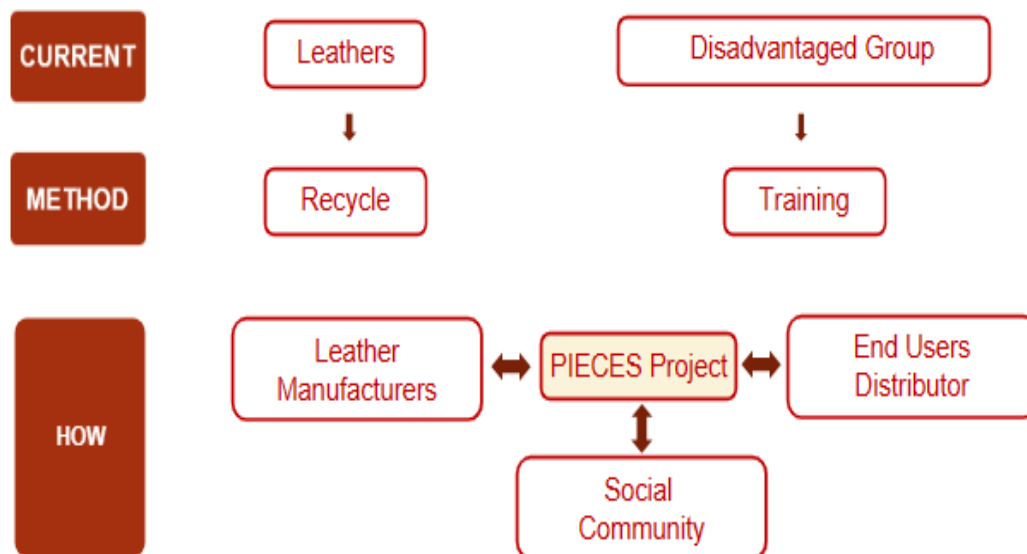 CURRENT
Leathers
Disadvantaged Group
METHOD
Recycle
Training
HOW
Leather
Manufacturers
PIECES Project
End Users
Distributor
Social
Community